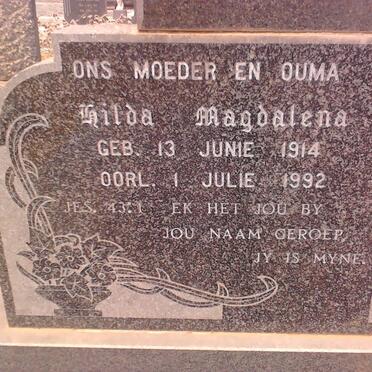 ONS MOEDER EN OUMA
Hilda Magdalena
GEB. 13 JUNIE 1914
OORL. 1 JULIE 1992
JES. 43:1 EK HET JOU BY
JOU NAAM GEROEP,
JY IS MYNE.